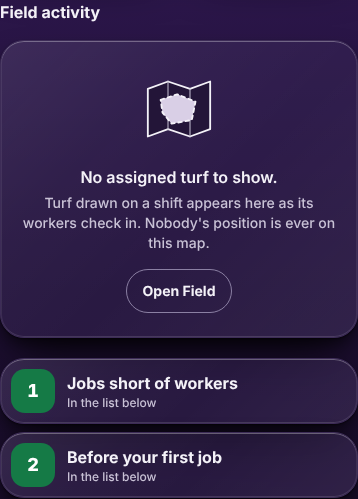 Field activity
No assigned turf to show.
Turf drawn on a shift appears here as its
workers check in. Nobody's position is ever on
this map.
Open Field
1
Jobs short of workers
In the list below
2
Before your first job
In the list below